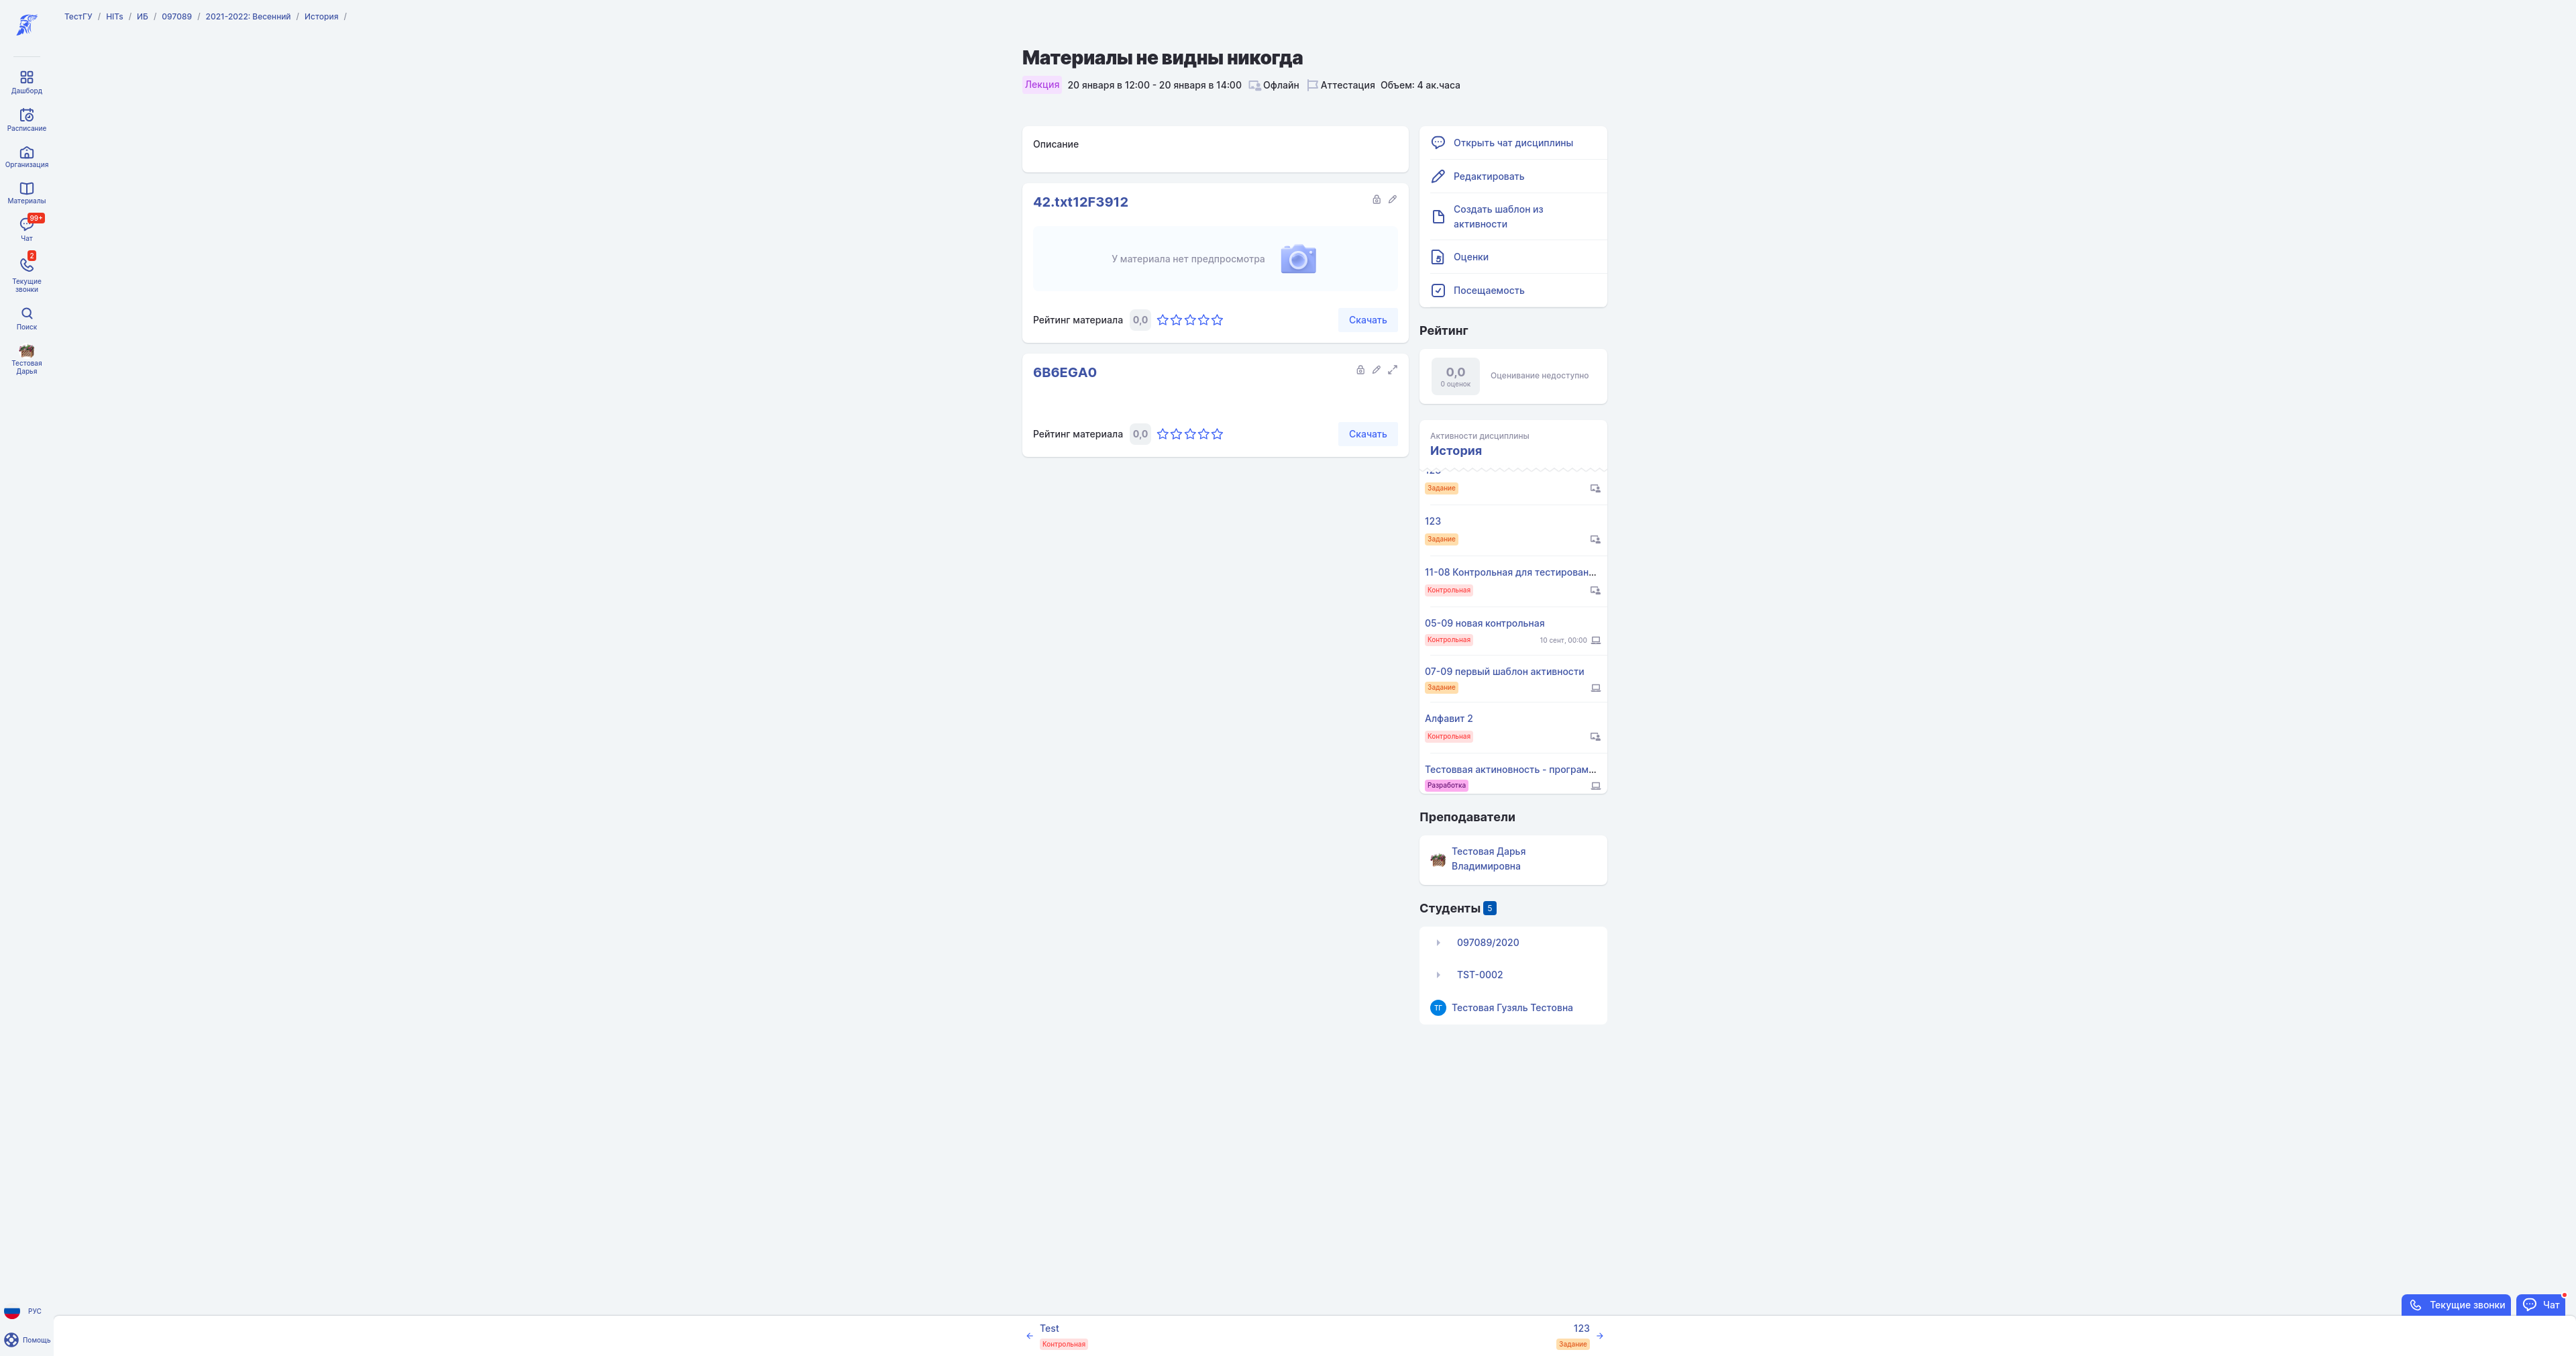 ТестГУ / HITs / ИБ / 097089 / 2021-2022: Весенний / История /
Дашборд
Расписание
Организация
Материалы
99+
Чат
2
Текущие
звонки
Поиск
Тестовая
Дарья
РУС
Помощь
Материалы не видны никогда
Лекция 20 января в 12:00 - 20 января в 14:00 Офлайн Аттестация Объем: 4 ак.часа
Описание
42.txt12F3912
У материала нет предпросмотра
Рейтинг материала 0,0 Скачать
6B6EGA0
Рейтинг материала 0,0 Скачать
Открыть чат дисциплины
Редактировать
Создать шаблон из
активности
Оценки
Посещаемость
Рейтинг
0,0
0 оценок
Оценивание недоступно
Активности дисциплины
История
123
Задание
123
Задание
11-08 Контрольная для тестирован...
Контрольная
05-09 новая контрольная
Контрольная 10 сент, 00:00
07-09 первый шаблон активности
Задание
Алфавит 2
Контрольная
Тестоввая актиновность - програм...
Разработка
Преподаватели
Тестовая Дарья
Владимировна
Студенты 5
097089/2020
TST-0002
ТГ Тестовая Гузяль Тестовна
Текущие звонки
Чат
Test
Контрольная
123
Задание